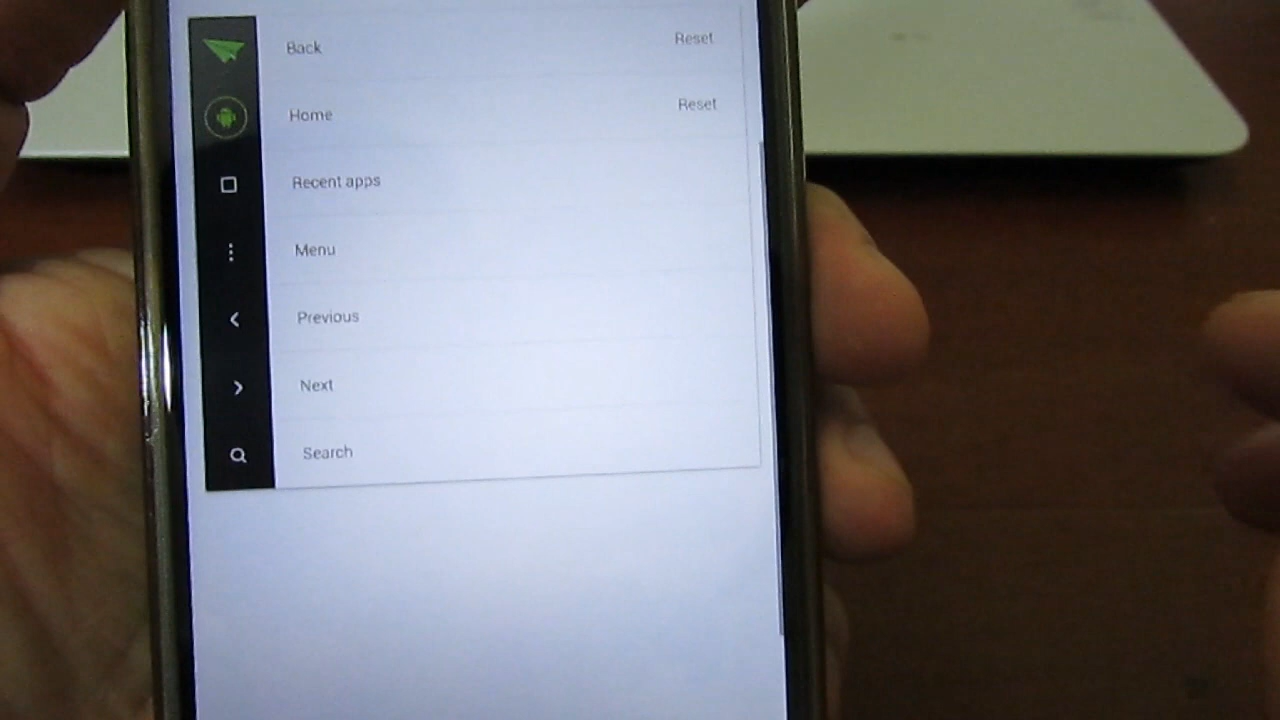 Back Reset
Home Reset
Recent apps
Menu
Previous
Next
Search